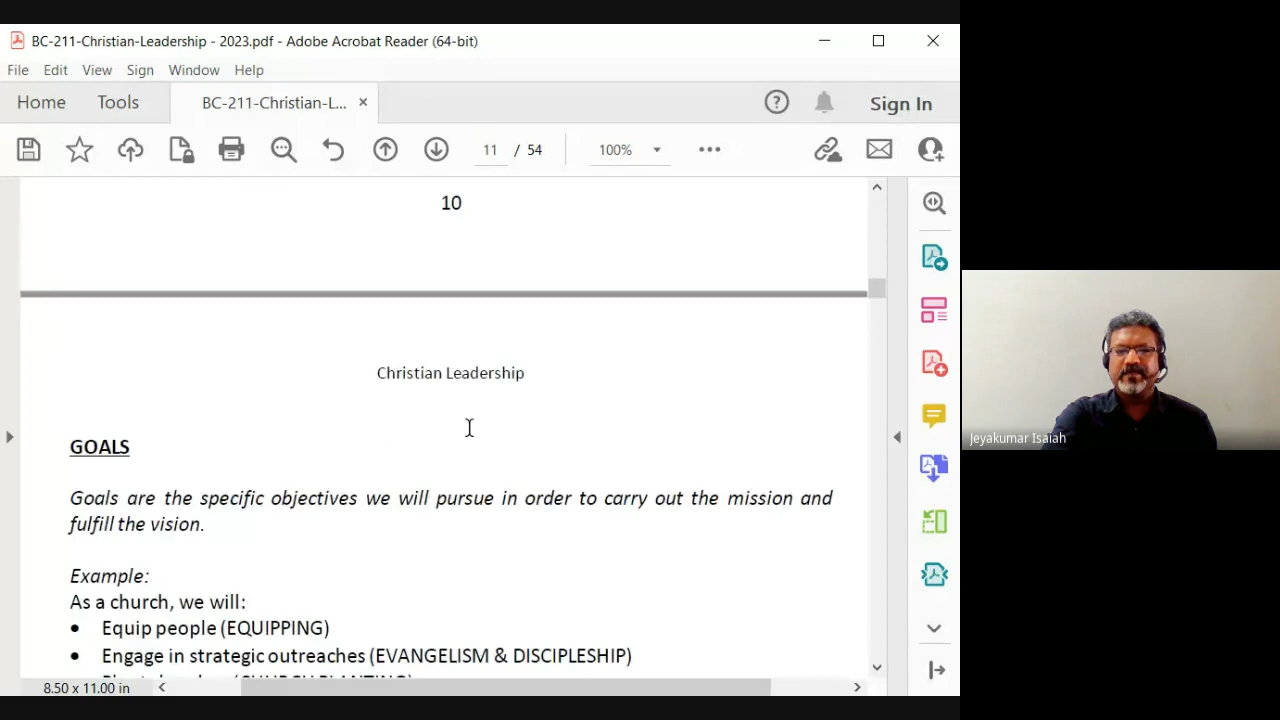 BC-211-Christian-Leadership - 2023.pdf - Adobe Acrobat Reader (64-bit)
File Edit View Sign Window Help
Home Tools BC-211-Christian-L... × Sign In
11 / 54 100%
10
Christian Leadership
GOALS
Goals are the specific objectives we will pursue in order to carry out the mission and
fulfill the vision.
Example:
As a church, we will:
• Equip people (EQUIPPING)
• Engage in strategic outreaches (EVANGELISM & DISCIPLESHIP)
8.50 x 11.00 in
Jeyakumar Isaiah